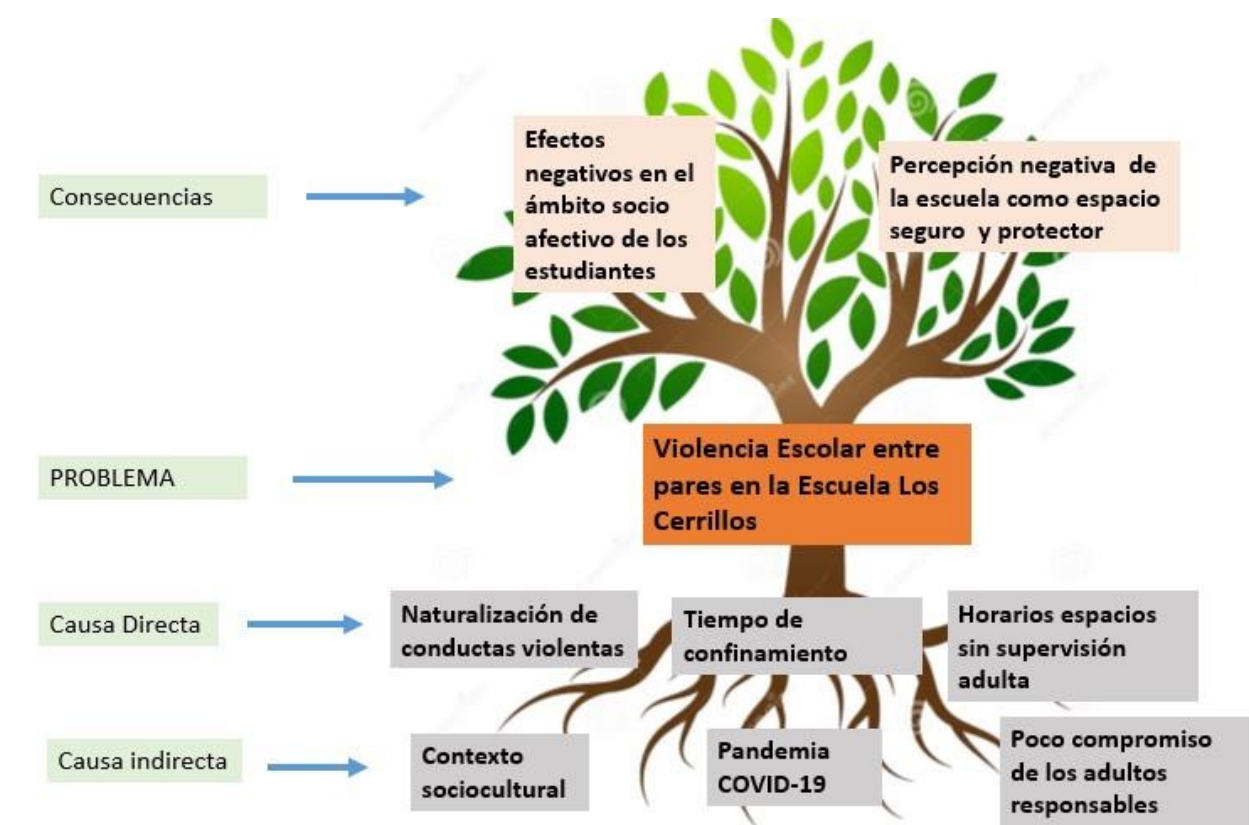 Consecuencias
Efectos
negativos en el
ámbito socio
afectivo de los
estudiantes
Percepción negativa de
la escuela como espacio
seguro y protector
PROBLEMA
Violencia Escolar entre
pares en la Escuela Los
Cerrillos
Causa Directa
Naturalización de
conductas violentas
Tiempo de
confinamiento
Horarios espacios
sin supervisión
adulta
Causa indirecta
Contexto
sociocultural
Pandemia
COVID-19
Poco compromiso
de los adultos
responsables